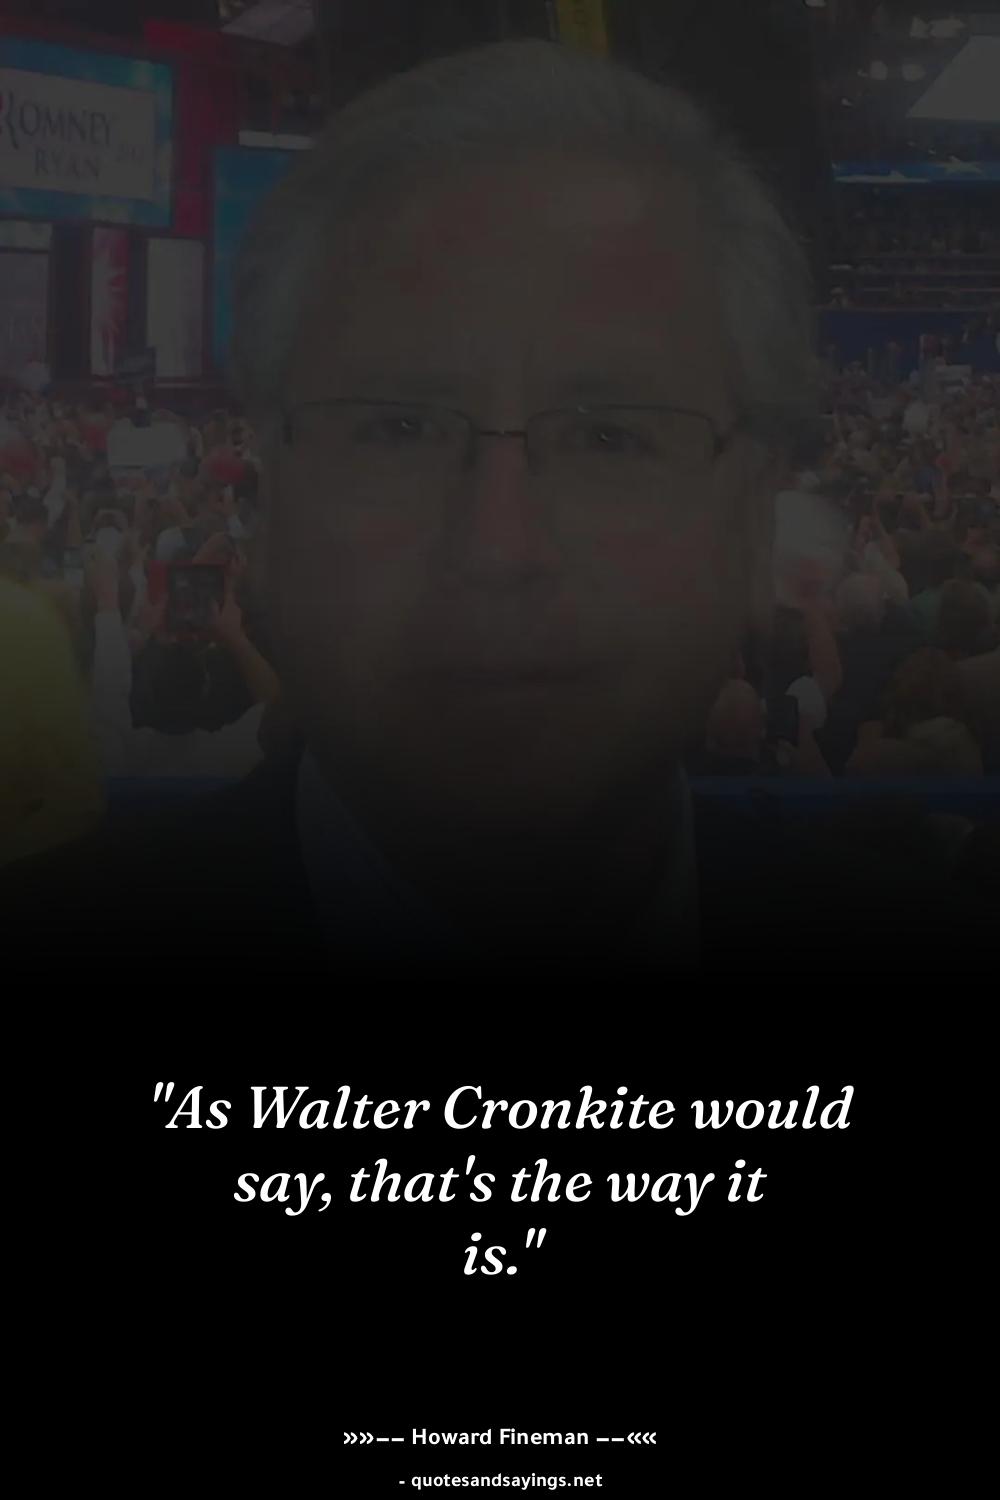 ROMNEY
RYAN
"As Walter Cronkite would
say, that's the way it
is."
»»—— Howard Fineman ——««
- quotesandsayings.net